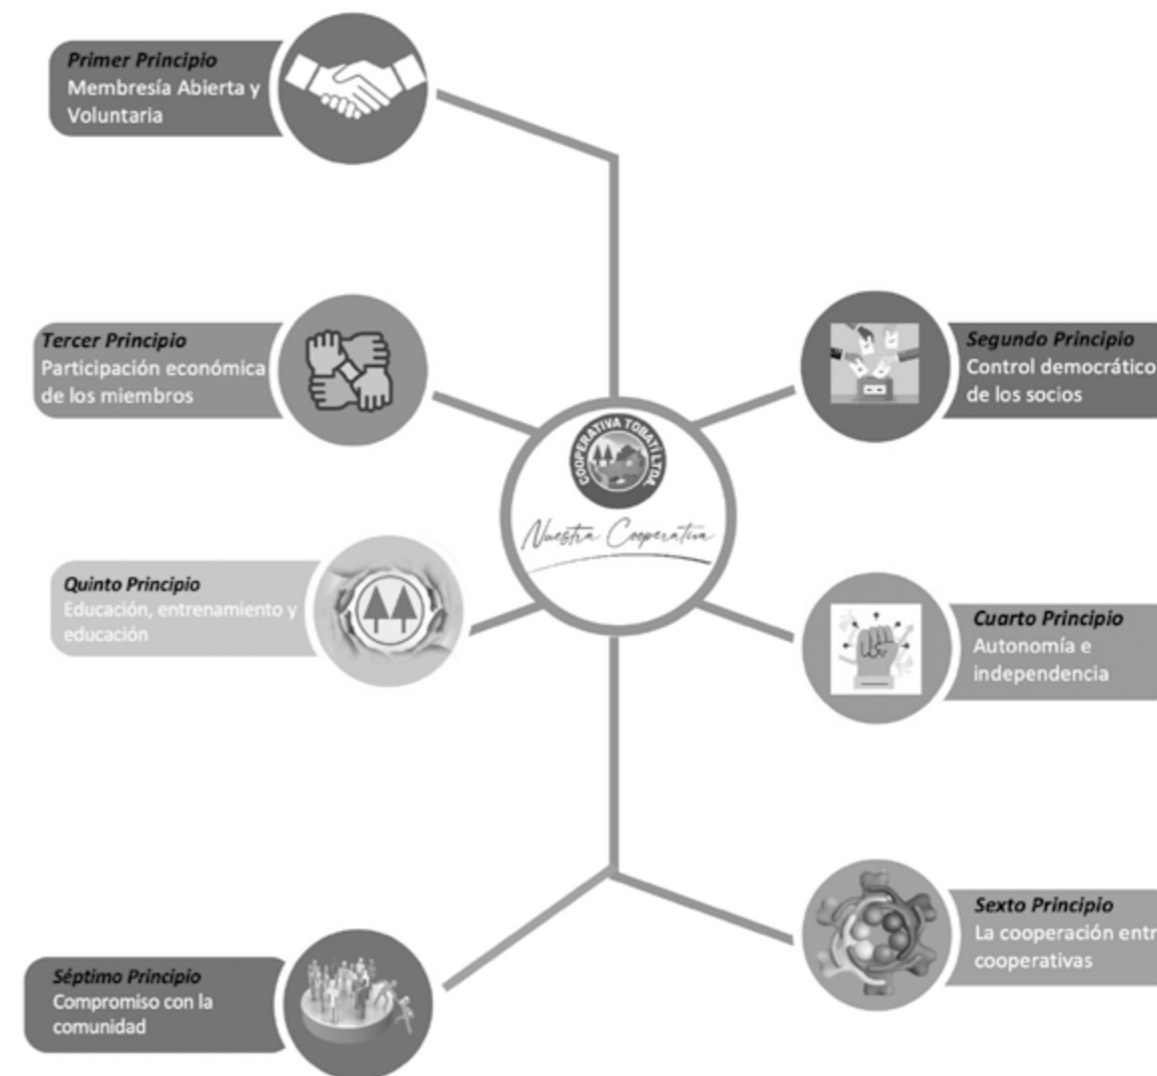 Primer Principio
Membresía Abierta y
Voluntaria
Tercer Principio
Participación económica
de los miembros
Segundo Principio
Control democrático
de los socios
COOPERATIVA TOBATÍ LTDA.
Nuestra Cooperativa
Quinto Principio
Educación, entrenamiento y
educación
Cuarto Principio
Autonomía e
independencia
Sexto Principio
La cooperación entr
cooperativas
Séptimo Principio
Compromiso con la
comunidad